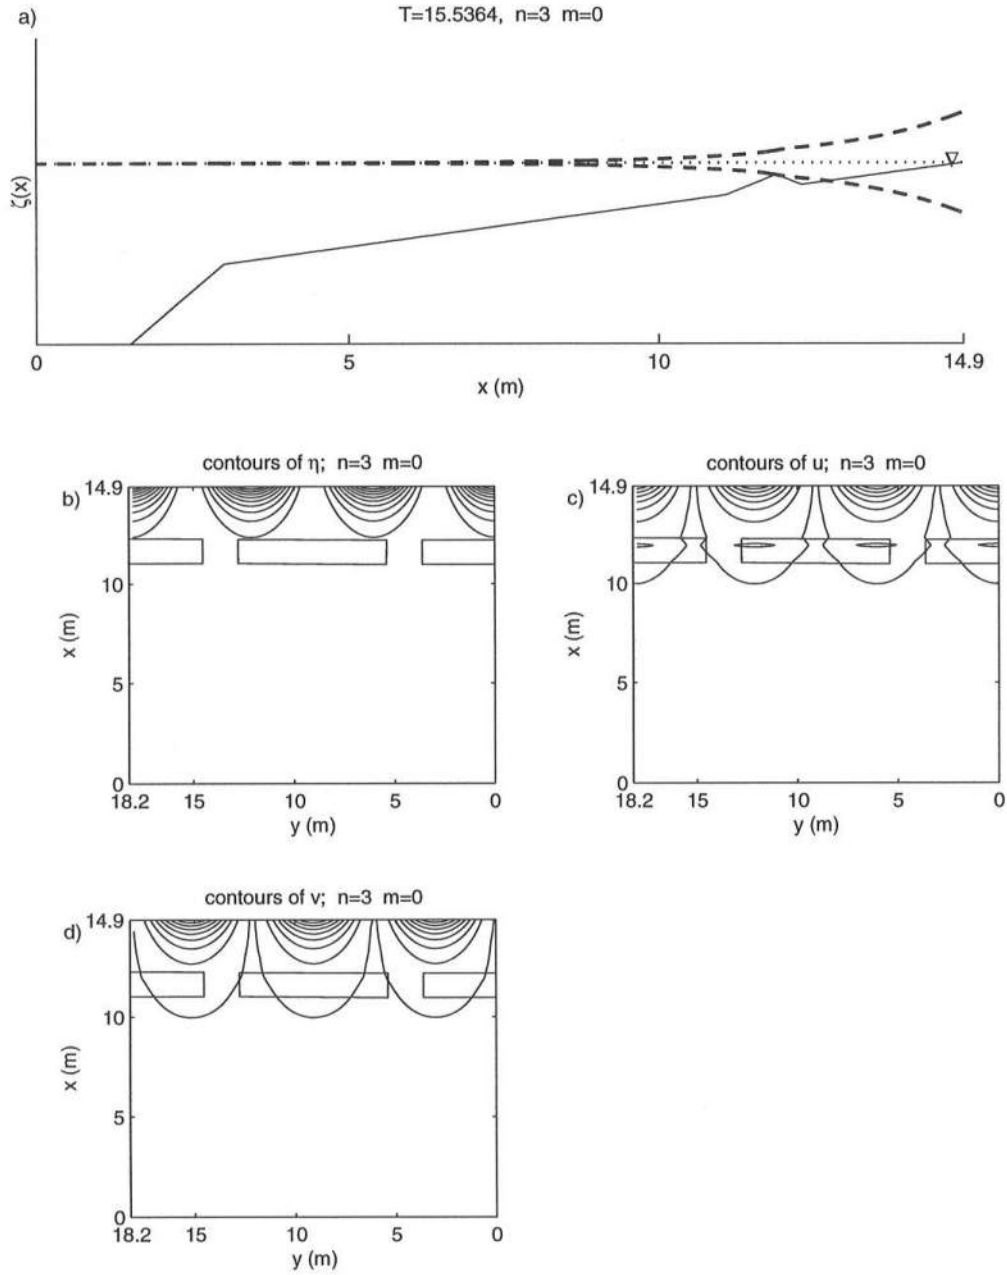 a)
T=15.5364, n=3 m=0
ζ(x)
0
5
10
14.9
x (m)
b)
contours of η; n=3 m=0
14.9
10
5
0
x (m)
18.2
15
10
5
0
y (m)
c)
contours of u; n=3 m=0
14.9
10
5
0
x (m)
18.2
15
10
5
0
y (m)
d)
contours of v; n=3 m=0
14.9
10
5
0
x (m)
18.2
15
10
5
0
y (m)